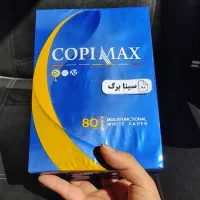 COPIMAX
سینا برگ
80
MULTIFUNCTIONAL
WHITE PAPER